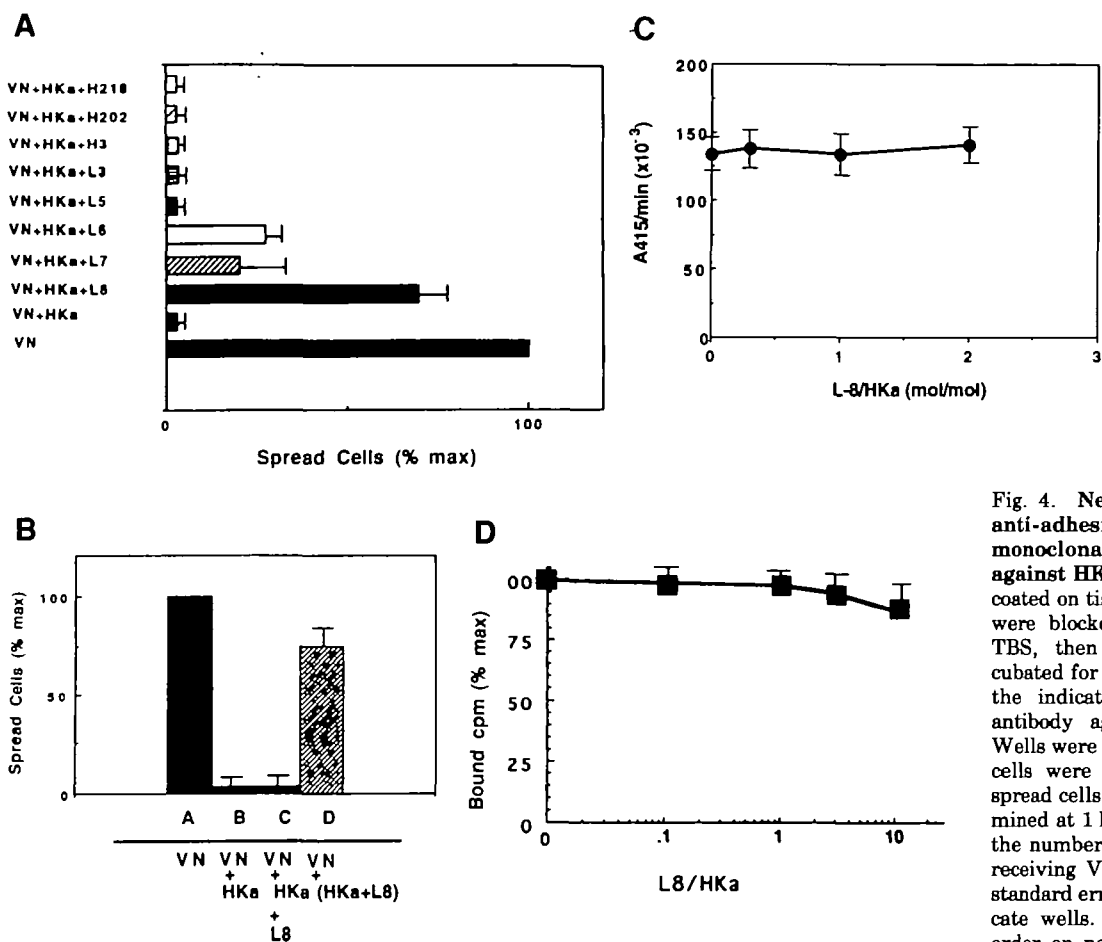 A
VN+HKa+H218
VN+HKa+H202
VN+HKa+H3
VN+HKa+L3
VN+HKa+L5
VN+HKa+L6
VN+HKa+L7
VN+HKa+L8
VN+HKa
VN
0 100
Spread Cells (% max)
C
200
150
100
50
0
A415/min (x10⁻³)
0 1 2 3
L-8/HKa (mol/mol)
B
Spread Cells (% max)
100
50
0
A B C D
VN VN VN VN
+ + +
HKa HKa (HKa+L8)
+
L8
D
Bound cpm (% max)
00
75
50
25
0
0 .1 1 10
L8/HKa
Fig. 4. Ne
anti-adhesi
monoclona
against HK
coated on tis
were blocke
TBS, then
cubated for
the indicat
antibody ag
Wells were
cells were
spread cells
mined at 1 l
the number
receiving V
standard err
cate wells.
order on po